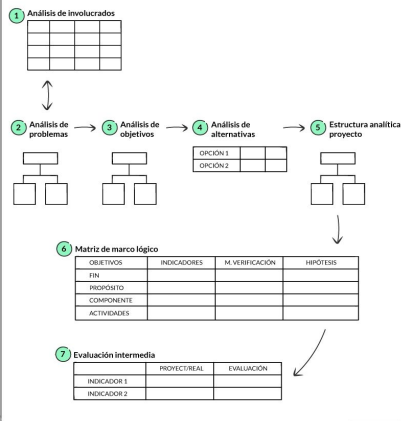 1 Análisis de involucrados
2 Análisis de
problemas
3 Análisis de
objetivos
4 Análisis de
alternativas
5 Estructura analítica
proyecto
OPCIÓN 1
OPCIÓN 2
6 Matriz de marco lógico
OBJETIVOS INDICADORES M. VERIFICACIÓN HIPÓTESIS
FIN
PROPÓSITO
COMPONENTE
ACTIVIDADES
7 Evaluación intermedia
PROYECT/REAL EVALUACIÓN
INDICADOR 1
INDICADOR 2